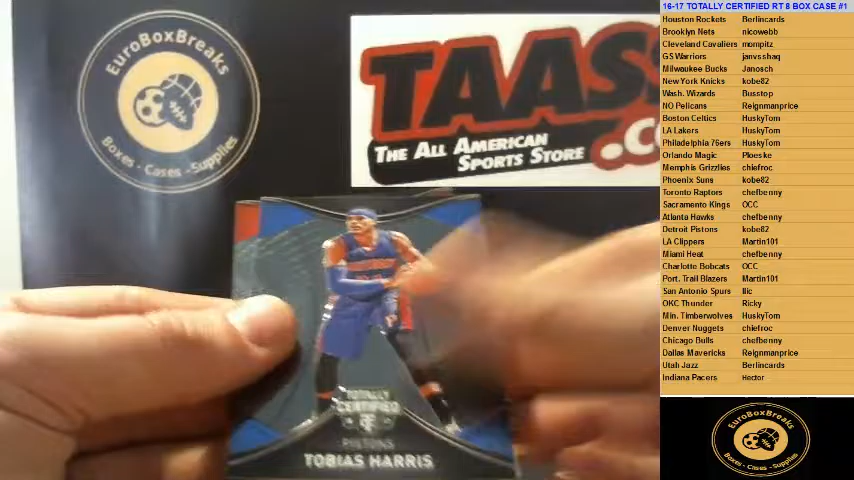 EuroBoxBreaks
Boxes - Cases - Supplies
TAASS
.CO
THE ALL AMERICAN
SPORTS STORE
TOTALLY
CERTIFIED
PISTONS
TOBIAS HARRIS
16-17 TOTALLY CERTIFIED RT 8 BOX CASE #1
Houston Rockets Berlincards
Brooklyn Nets nicowebb
Cleveland Cavaliers mompitz
GS Warriors janvsshaq
Milwaukee Bucks Janosch
New York Knicks kobe82
Wash. Wizards Busstop
NO Pelicans Reignmanprice
Boston Celtics HuskyTom
LA Lakers HuskyTom
Philadelphia 76ers HuskyTom
Orlando Magic Ploeske
Memphis Grizzlies chiefroc
Phoenix Suns kobe82
Toronto Raptors chefbenny
Sacramento Kings OCC
Atlanta Hawks chefbenny
Detroit Pistons kobe82
LA Clippers Martin101
Miami Heat chefbenny
Charlotte Bobcats OCC
Port. Trail Blazers Martin101
San Antonio Spurs Ilic
OKC Thunder Ricky
Min. Timberwolves HuskyTom
Denver Nuggets chiefroc
Chicago Bulls chefbenny
Dallas Mavericks Reignmanprice
Utah Jazz Berlincards
Indiana Pacers Hector
EuroBoxBreaks
Boxes - Cases - Supplies